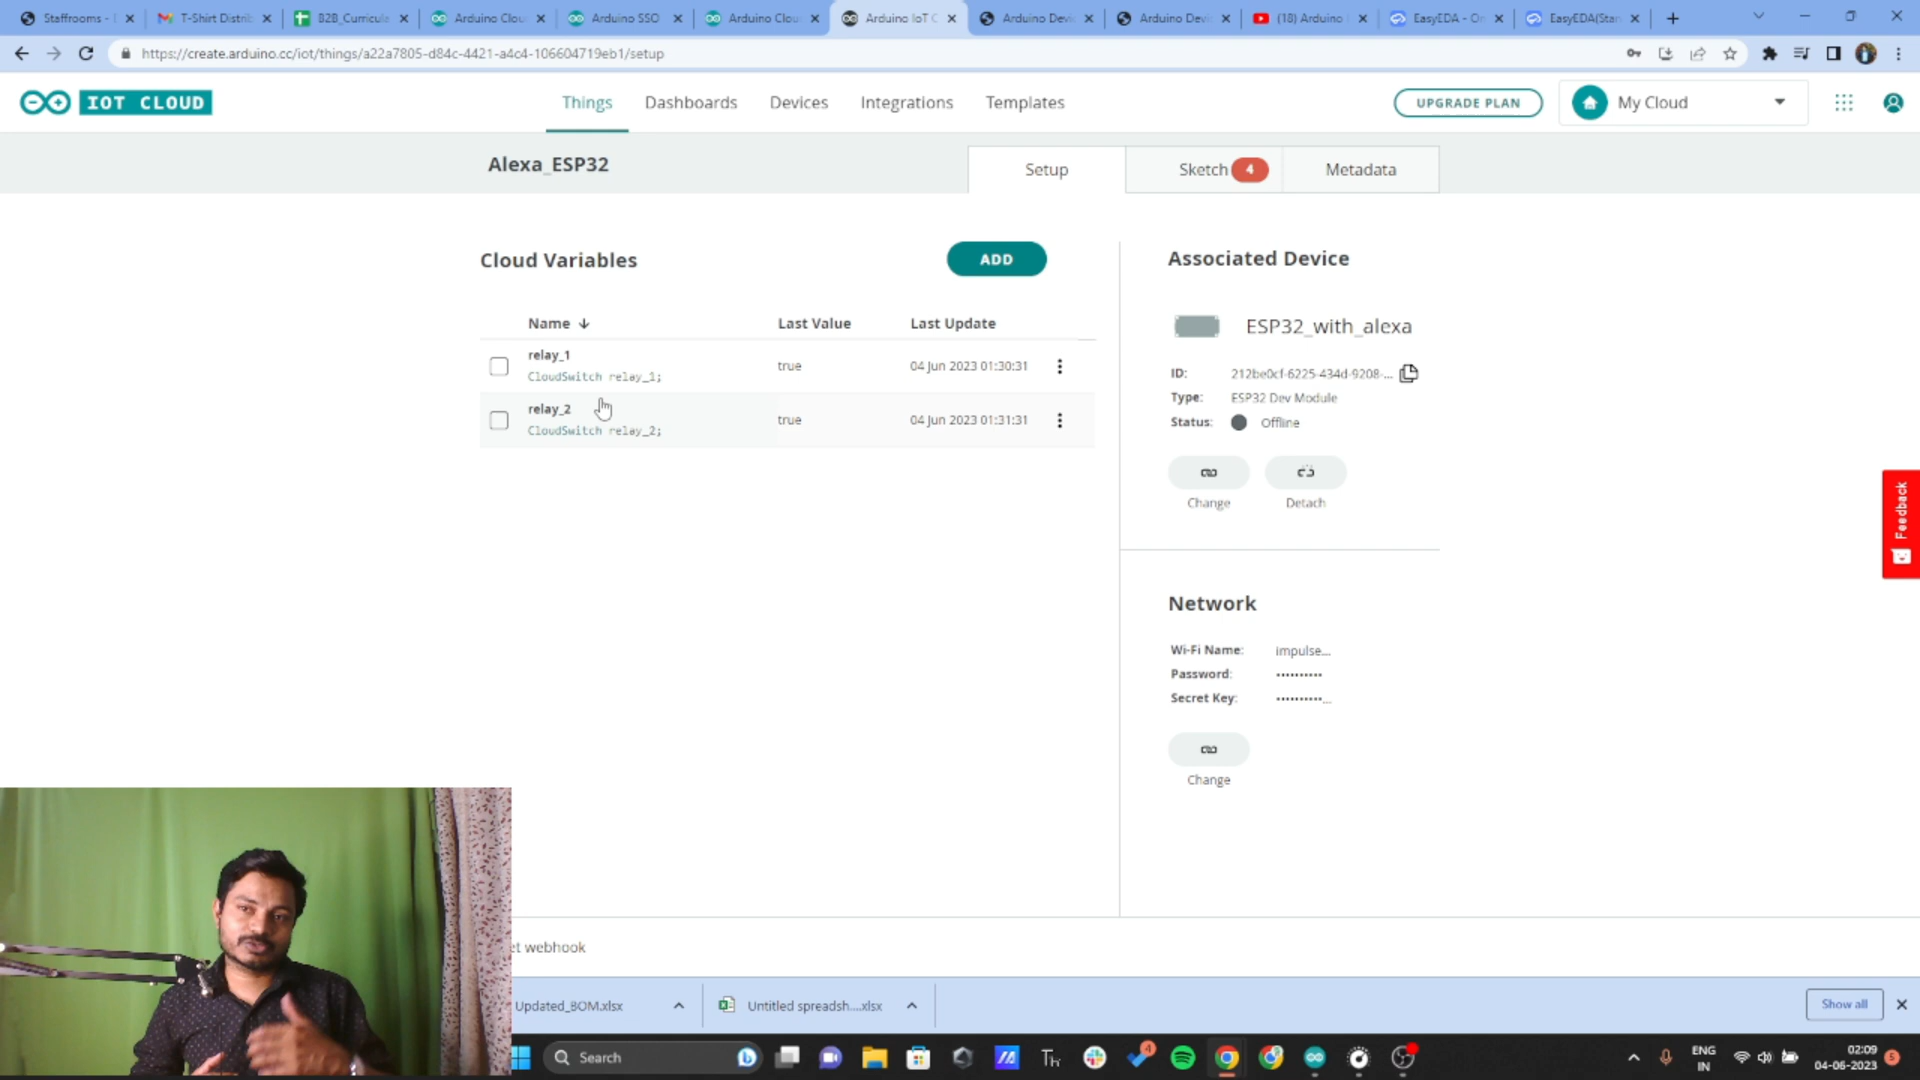 Staffrooms -
T-Shirt Distrib
B2B_Curricula
Arduino Clou
Arduino SSO
Arduino Clou
Arduino IoT C
Arduino Devi
Arduino Devi
(18) Arduino
EasyEDA - On
EasyEDA(Stan
https://create.arduino.cc/iot/things/a22a7805-d84c-4421-a4c4-106604719eb1/setup
IOT CLOUD
Things
Dashboards
Devices
Integrations
Templates
UPGRADE PLAN
My Cloud
Alexa_ESP32
Setup
Sketch 4
Metadata
Cloud Variables
ADD
Name
Last Value
Last Update
relay_1
CloudSwitch relay_1;
true
04 Jun 2023 01:30:31
relay_2
CloudSwitch relay_2;
true
04 Jun 2023 01:31:31
Associated Device
ESP32_with_alexa
ID: 212be0cf-6225-434d-9208-...
Type: ESP32 Dev Module
Status: Offline
Change
Detach
Network
Wi-Fi Name: impulse...
Password: ••••••••••
Secret Key: ••••••••••...
Change
Feedback
et webhook
Updated_BOM.xlsx
Untitled spreadsh....xlsx
Show all
Search
4
ENG
IN
02:09
04-06-2023
5